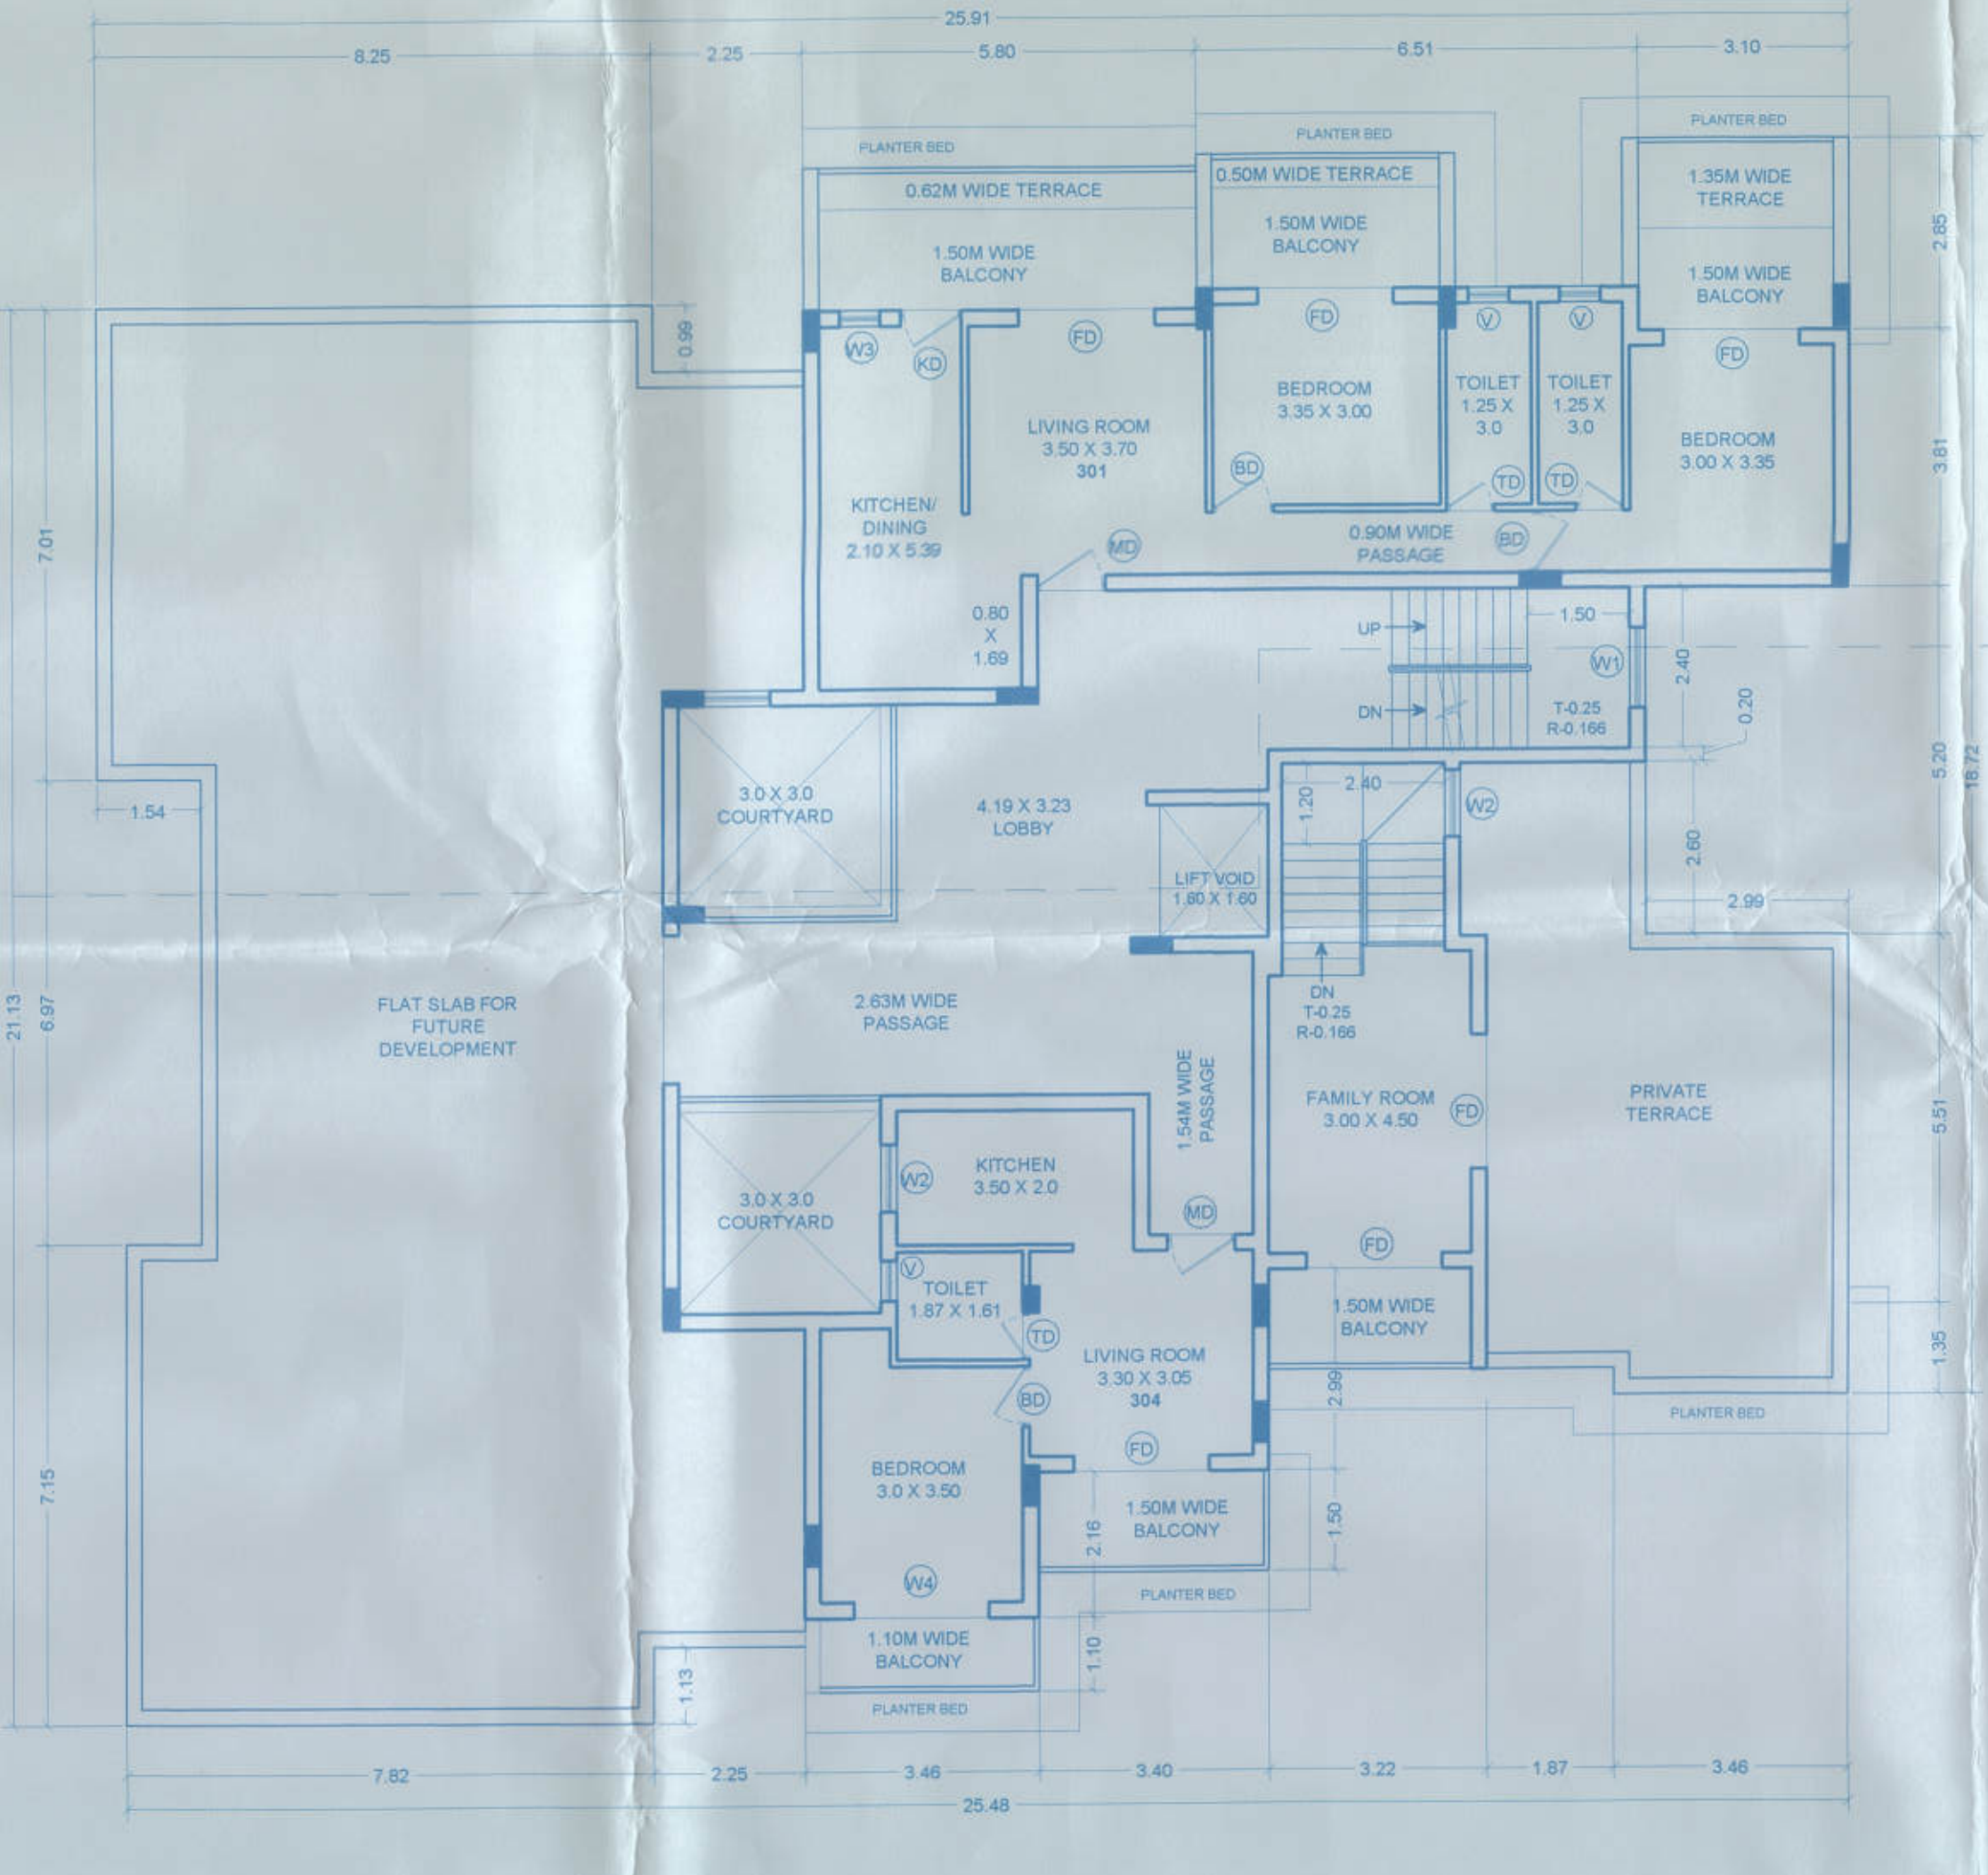 25.91
8.25
2.25
5.80
6.51
3.10
PLANTER BED
PLANTER BED
PLANTER BED
0.62M WIDE TERRACE
0.50M WIDE TERRACE
1.35M WIDE
TERRACE
1.50M WIDE
BALCONY
1.50M WIDE
BALCONY
1.50M WIDE
BALCONY
2.85
0.99
W3
KD
FD
FD
V
V
FD
LIVING ROOM
3.50 X 3.70
301
BEDROOM
3.35 X 3.00
TOILET
1.25 X
3.0
TOILET
1.25 X
3.0
BEDROOM
3.00 X 3.35
3.81
BD
TD
TD
KITCHEN/
DINING
2.10 X 5.39
7.01
MD
0.90M WIDE
PASSAGE
BD
0.80
X
1.69
UP
1.50
W1
2.40
DN
T-0.25
R-0.166
0.20
5.20
18.72
1.54
3.0 X 3.0
COURTYARD
4.19 X 3.23
LOBBY
1.20
2.40
W2
2.60
LIFT VOID
1.60 X 1.60
2.99
21.13
6.97
FLAT SLAB FOR
FUTURE
DEVELOPMENT
2.63M WIDE
PASSAGE
DN
T-0.25
R-0.166
1.54M WIDE
PASSAGE
FAMILY ROOM
3.00 X 4.50
FD
PRIVATE
TERRACE
5.51
3.0 X 3.0
COURTYARD
W2
KITCHEN
3.50 X 2.0
MD
FD
V
TOILET
1.87 X 1.61
TD
1.50M WIDE
BALCONY
1.35
LIVING ROOM
3.30 X 3.05
304
BD
2.99
PLANTER BED
FD
BEDROOM
3.0 X 3.50
7.15
1.50M WIDE
BALCONY
2.16
1.50
W4
PLANTER BED
1.10M WIDE
BALCONY
1.10
1.13
PLANTER BED
7.82
2.25
3.46
3.40
3.22
1.87
3.46
25.48